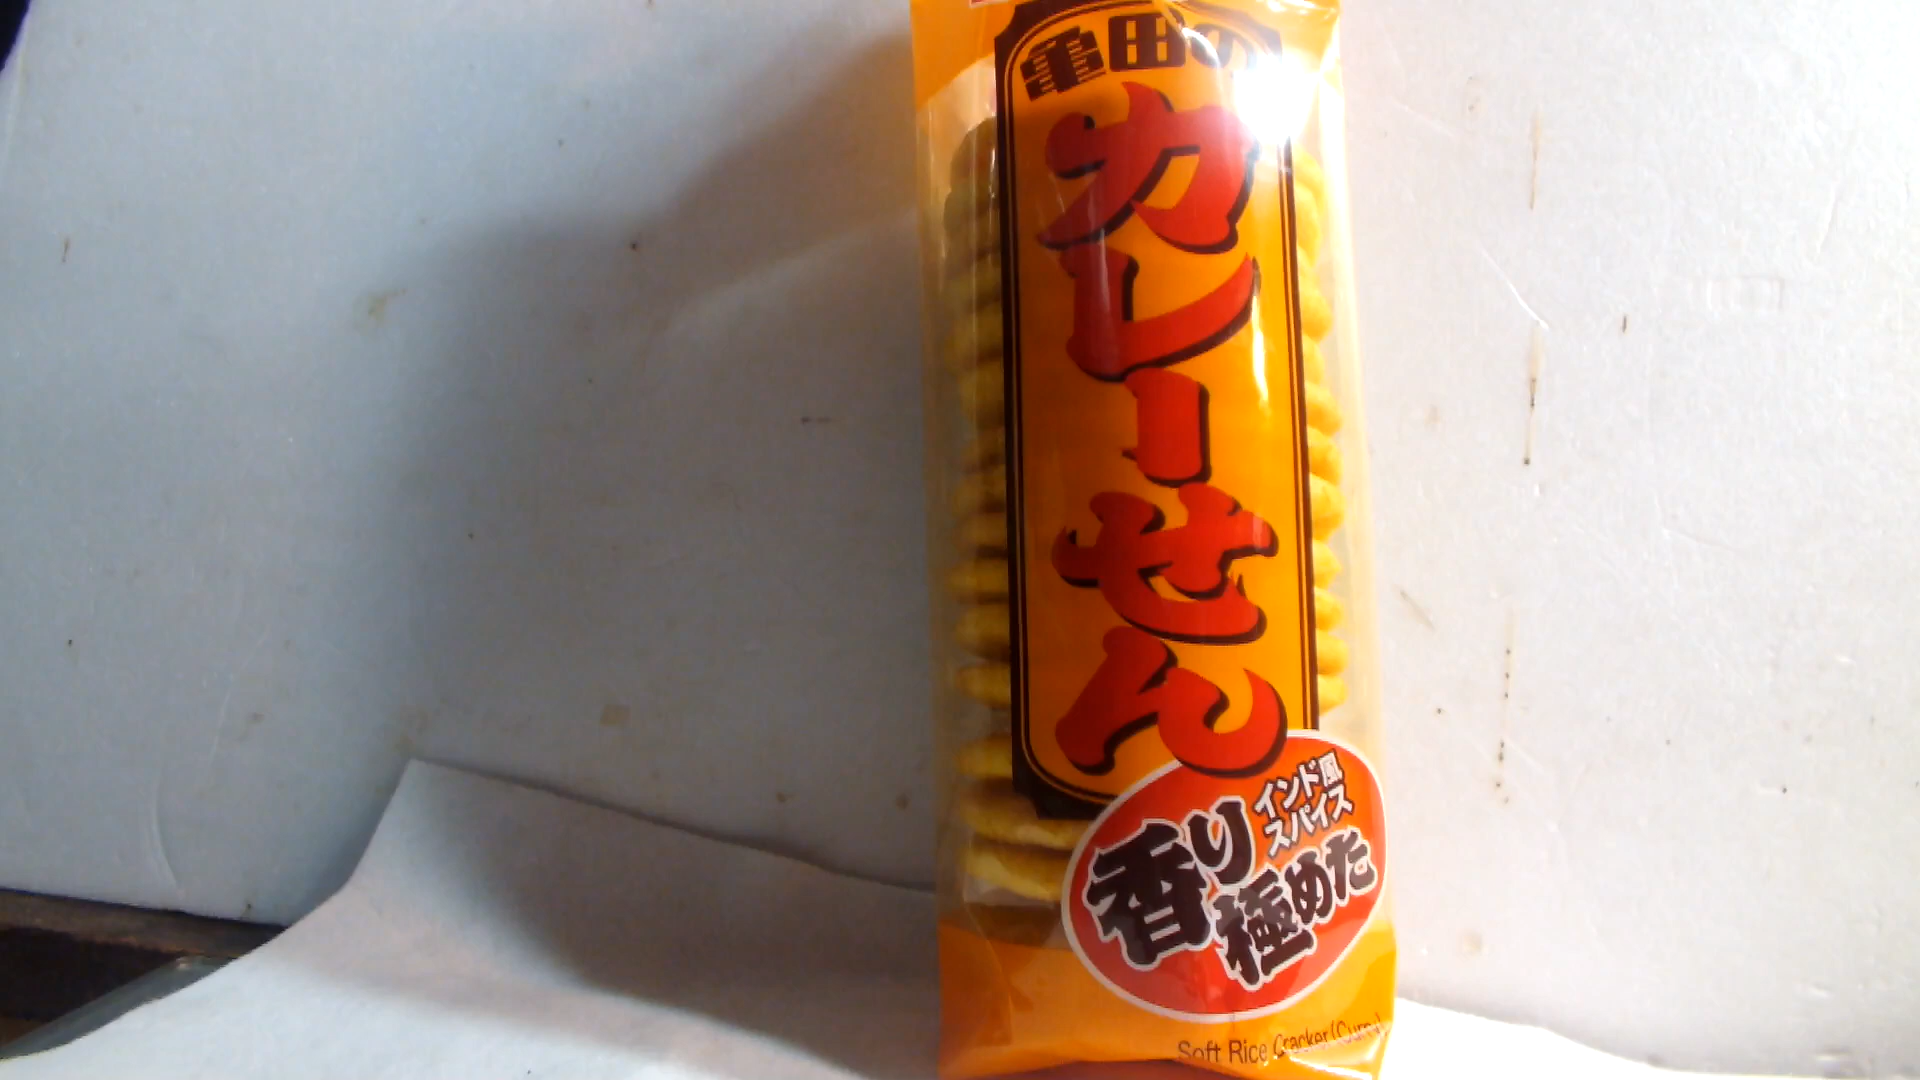 亀田の
カレーせん
インド風
スパイス
香り
極めた
Soft Rice Cracker (Curry)